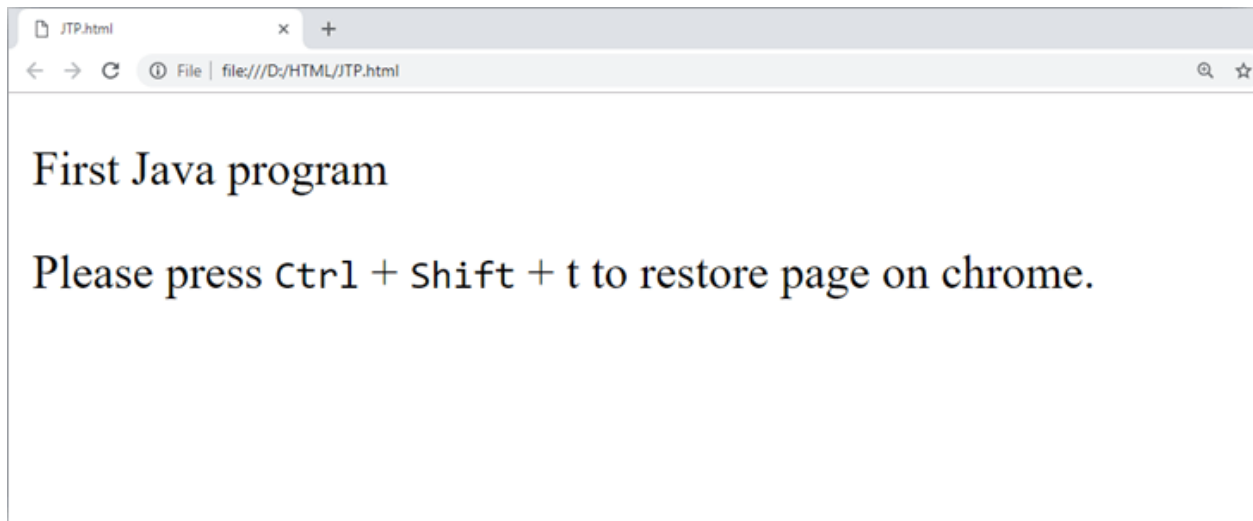 JTP.html
File | file:///D:/HTML/JTP.html
First Java program
Please press Ctrl + Shift + t to restore page on chrome.